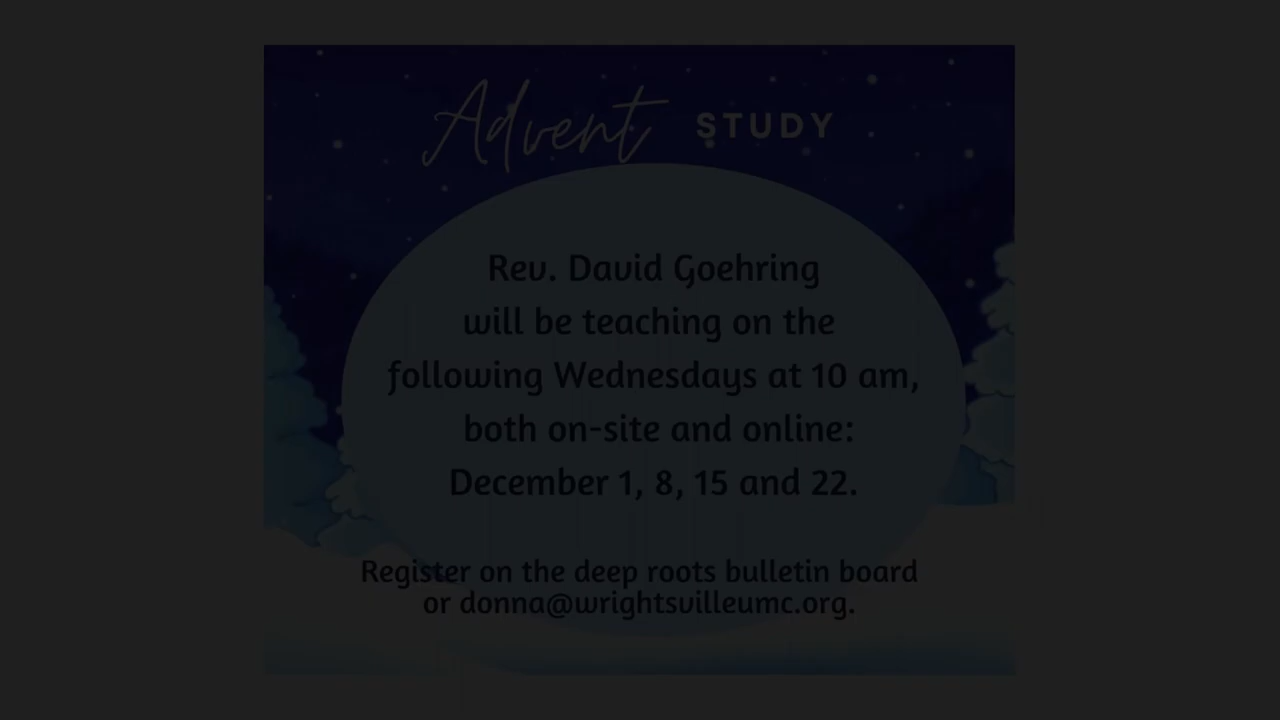 Advent STUDY
Rev. David Goehring
will be teaching on the
following Wednesdays at 10 am,
both on-site and online:
December 1, 8, 15 and 22.
Register on the deep roots bulletin board
or donna@wrightsvilleumc.org.